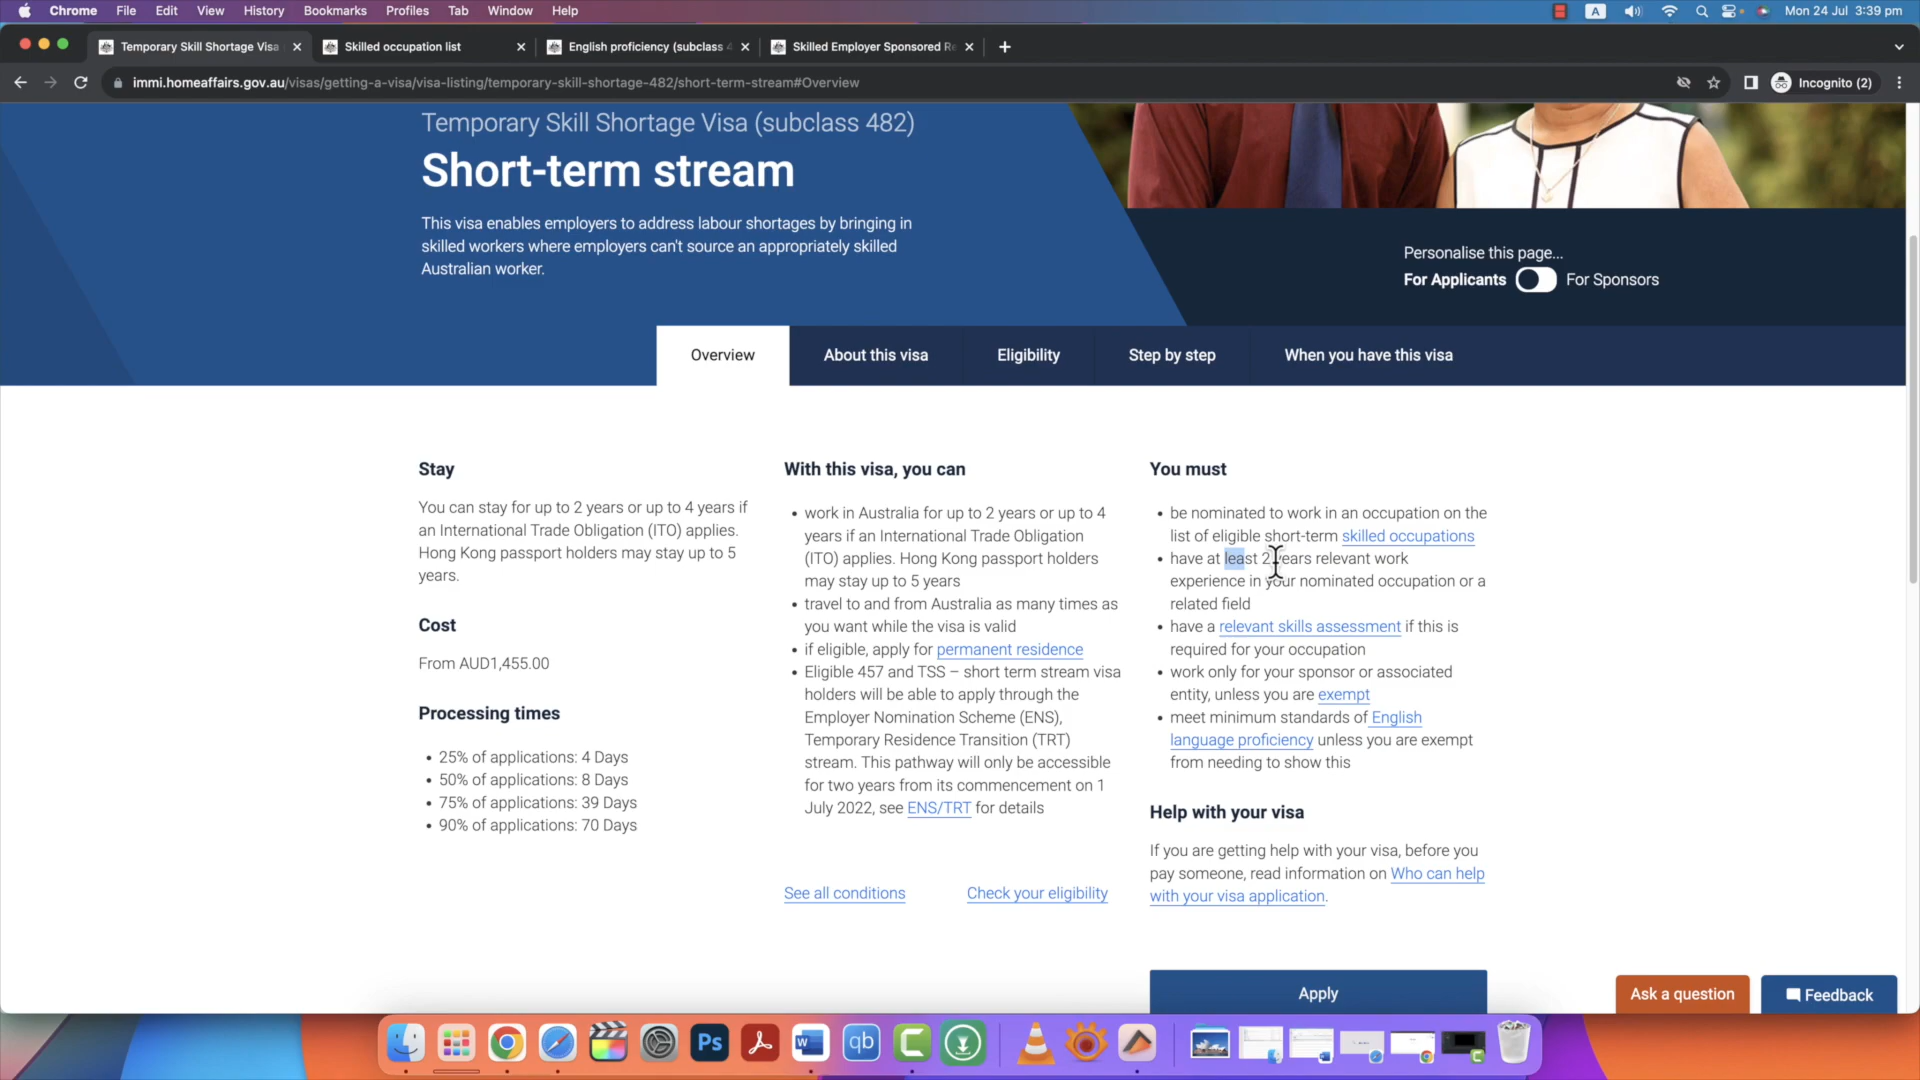 Chrome File Edit View History Bookmarks Profiles Tab Window Help
A
Mon 24 Jul 3:39 pm
Temporary Skill Shortage Visa
Skilled occupation list
English proficiency (subclass 4
Skilled Employer Sponsored Re
immi.homeaffairs.gov.au/visas/getting-a-visa/visa-listing/temporary-skill-shortage-482/short-term-stream#Overview
Incognito (2)
Temporary Skill Shortage Visa (subclass 482)
Short-term stream
This visa enables employers to address labour shortages by bringing in
skilled workers where employers can't source an appropriately skilled
Australian worker.
Personalise this page...
For Applicants For Sponsors
Overview
About this visa
Eligibility
Step by step
When you have this visa
Stay
You can stay for up to 2 years or up to 4 years if
an International Trade Obligation (ITO) applies.
Hong Kong passport holders may stay up to 5
years.
Cost
From AUD1,455.00
Processing times
• 25% of applications: 4 Days
• 50% of applications: 8 Days
• 75% of applications: 39 Days
• 90% of applications: 70 Days
With this visa, you can
• work in Australia for up to 2 years or up to 4
years if an International Trade Obligation
(ITO) applies. Hong Kong passport holders
may stay up to 5 years
• travel to and from Australia as many times as
you want while the visa is valid
• if eligible, apply for permanent residence
• Eligible 457 and TSS – short term stream visa
holders will be able to apply through the
Employer Nomination Scheme (ENS),
Temporary Residence Transition (TRT)
stream. This pathway will only be accessible
for two years from its commencement on 1
July 2022, see ENS/TRT for details
See all conditions
Check your eligibility
You must
• be nominated to work in an occupation on the
list of eligible short-term skilled occupations
• have at least 2 years relevant work
experience in your nominated occupation or a
related field
• have a relevant skills assessment if this is
required for your occupation
• work only for your sponsor or associated
entity, unless you are exempt
• meet minimum standards of English
language proficiency unless you are exempt
from needing to show this
Help with your visa
If you are getting help with your visa, before you
pay someone, read information on Who can help
with your visa application.
Apply
Ask a question
Feedback
Ps
W
qb